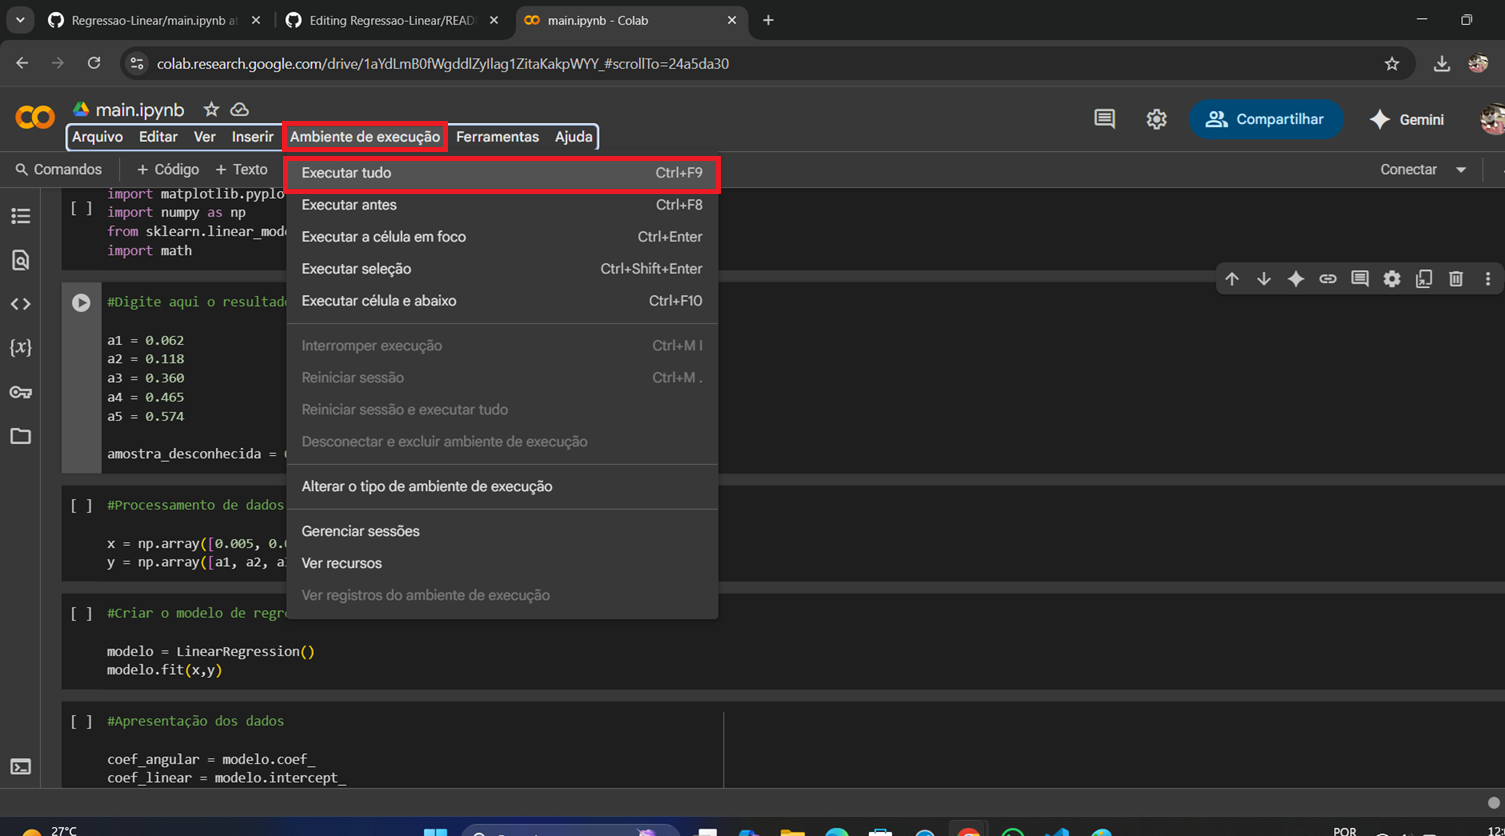 Regressao-Linear/main.ipynb at
Editing Regressao-Linear/READ
main.ipynb - Colab
colab.research.google.com/drive/1aYdLmB0fWgddlZyIlag1ZitaKakpWYY_#scrollTo=24a5da30
main.ipynb
Arquivo Editar Ver Inserir Ambiente de execução Ferramentas Ajuda
Compartilhar
Gemini
Comandos + Código + Texto
Conectar
Executar tudo Ctrl+F9
Executar antes Ctrl+F8
Executar a célula em foco Ctrl+Enter
Executar seleção Ctrl+Shift+Enter
Executar célula e abaixo Ctrl+F10
Interromper execução Ctrl+M I
Reiniciar sessão Ctrl+M .
Reiniciar sessão e executar tudo
Desconectar e excluir ambiente de execução
Alterar o tipo de ambiente de execução
Gerenciar sessões
Ver recursos
Ver registros do ambiente de execução
import matplotlib.pyplo
[ ] import numpy as np
from sklearn.linear_mode
import math
#Digite aqui o resultado
a1 = 0.062
a2 = 0.118
a3 = 0.360
a4 = 0.465
a5 = 0.574
amostra_desconhecida =
[ ] #Processamento de dados
x = np.array([0.005, 0.0
y = np.array([a1, a2, a
[ ] #Criar o modelo de regre
modelo = LinearRegression()
modelo.fit(x,y)
[ ] #Apresentação dos dados
coef_angular = modelo.coef_
coef_linear = modelo.intercept_
27°C
POR